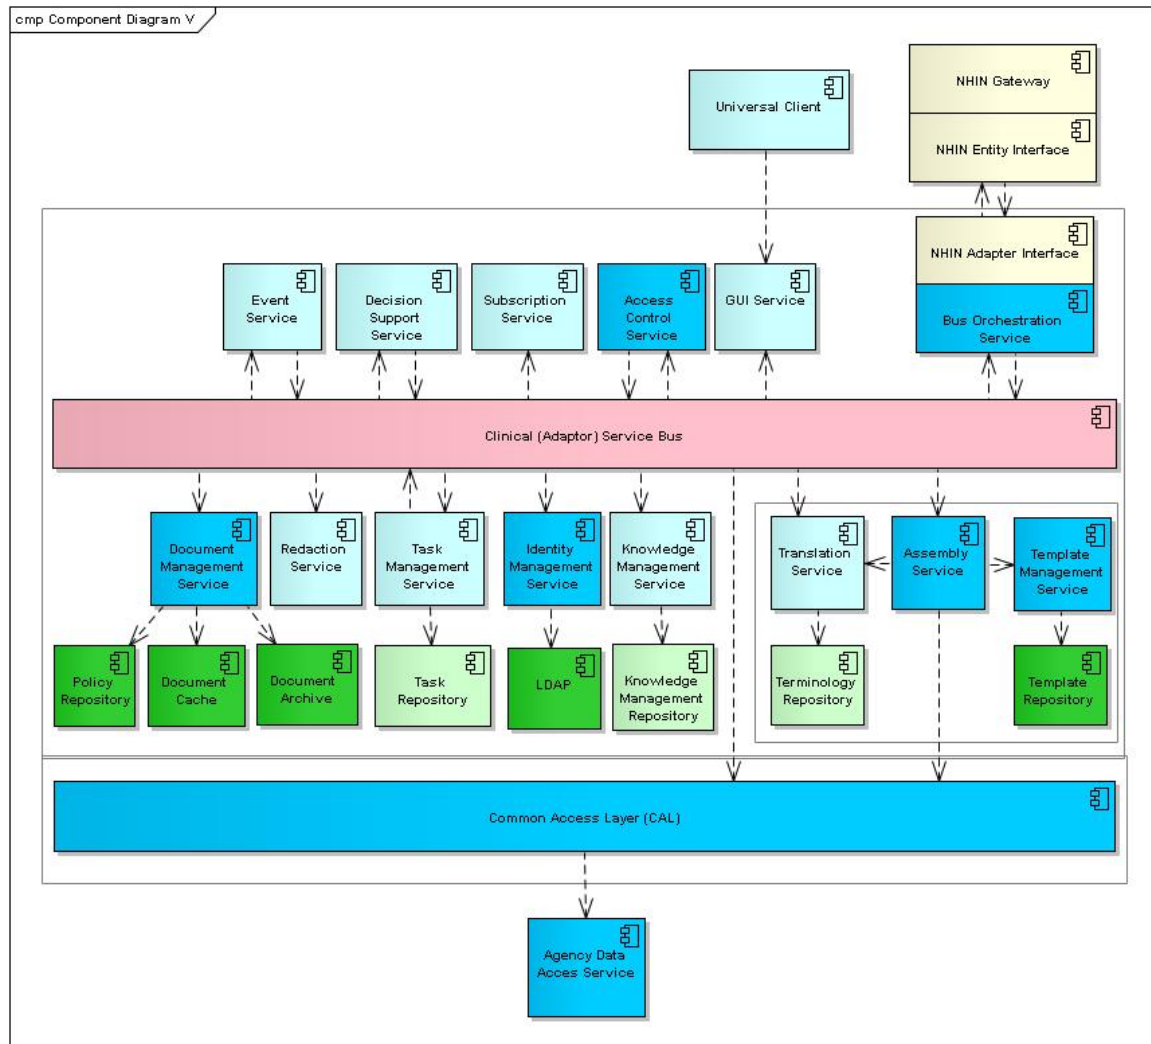 cmp Component Diagram V
NHIN Gateway
Universal Client
NHIN Entity Interface
NHIN Adapter Interface
Event
Service
Decision
Support
Service
Subscription
Service
Access
Control
Service
GUI Service
Bus Orchestration
Service
Clinical (Adaptor) Service Bus
Document
Management
Service
Redaction
Service
Task
Management
Service
Identity
Management
Service
Knowledge
Management
Service
Translation
Service
Assembly
Service
Template
Management
Service
Policy
Repository
Document
Cache
Document
Archive
Task
Repository
LDAP
Knowledge
Management
Repository
Terminology
Repository
Template
Repository
Common Access Layer (CAL)
Agency Data
Acces Service